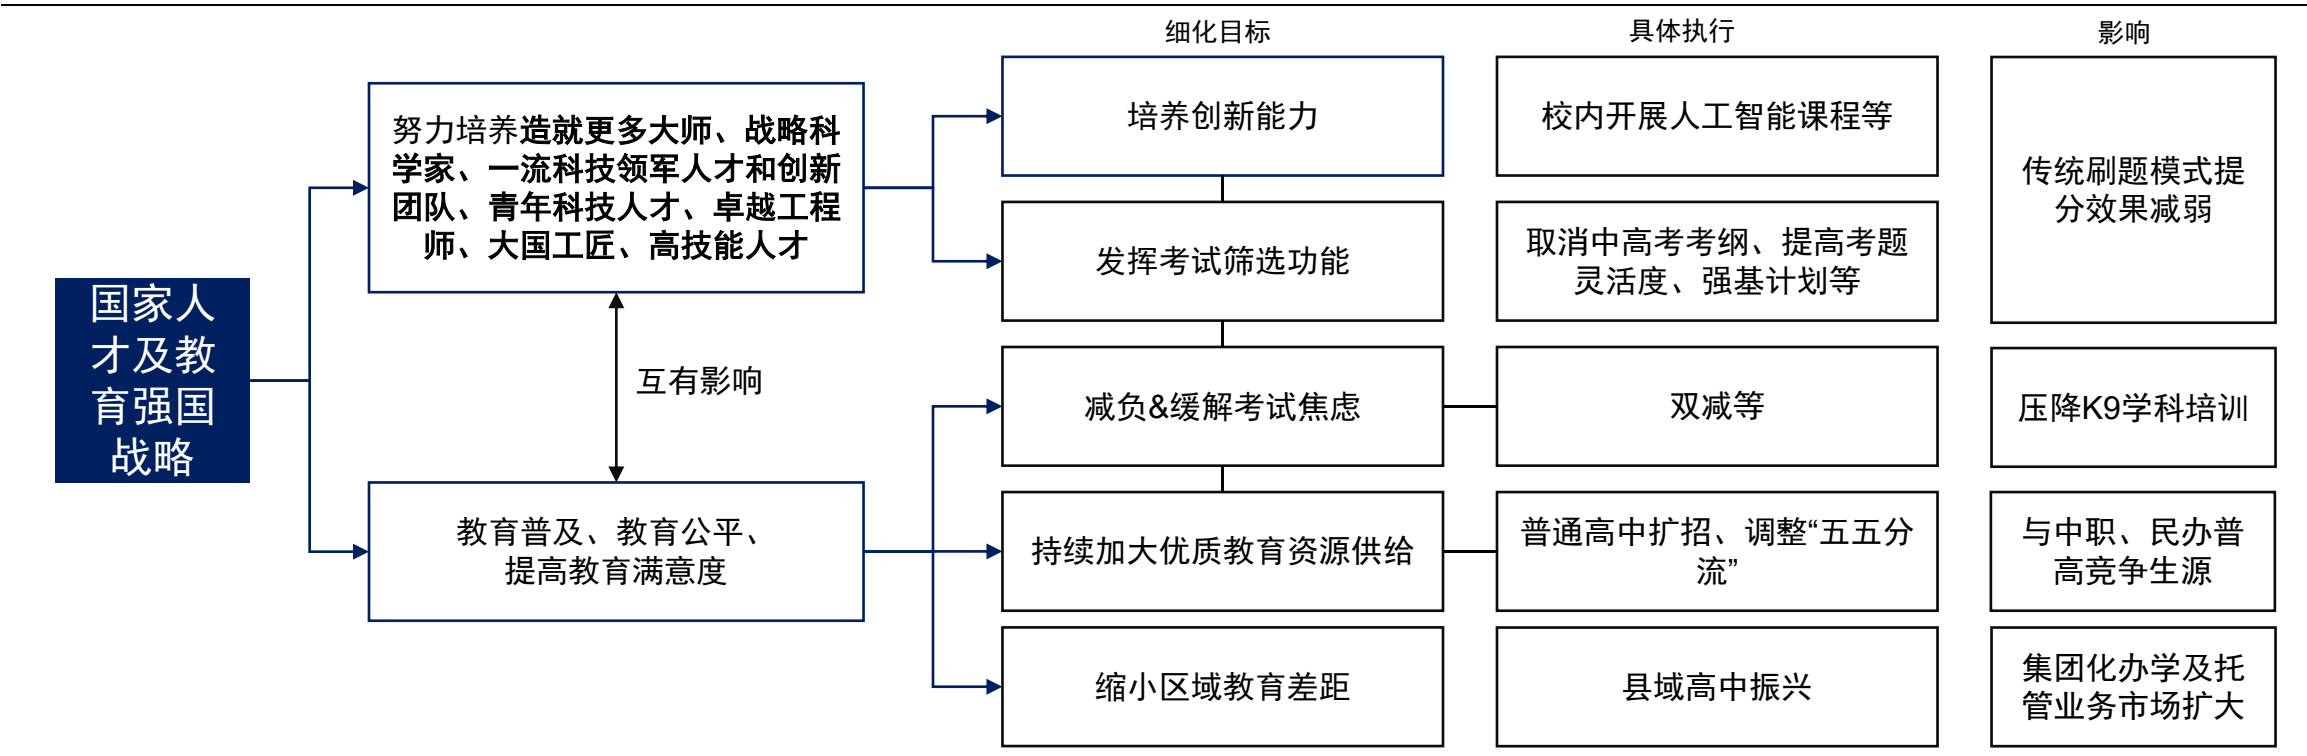 细化目标
具体执行
影响
国家人
才及教
育强国
战略
努力培养造就更多大师、战略科
学家、一流科技领军人才和创新
团队、青年科技人才、卓越工程
师、大国工匠、高技能人才
互有影响
教育普及、教育公平、
提高教育满意度
培养创新能力
校内开展人工智能课程等
传统刷题模式提
分效果减弱
发挥考试筛选功能
取消中高考考纲、提高考题
灵活度、强基计划等
减负&缓解考试焦虑
双减等
压降K9学科培训
持续加大优质教育资源供给
普通高中扩招、调整“五五分
流”
与中职、民办普
高竞争生源
缩小区域教育差距
县域高中振兴
集团化办学及托
管业务市场扩大